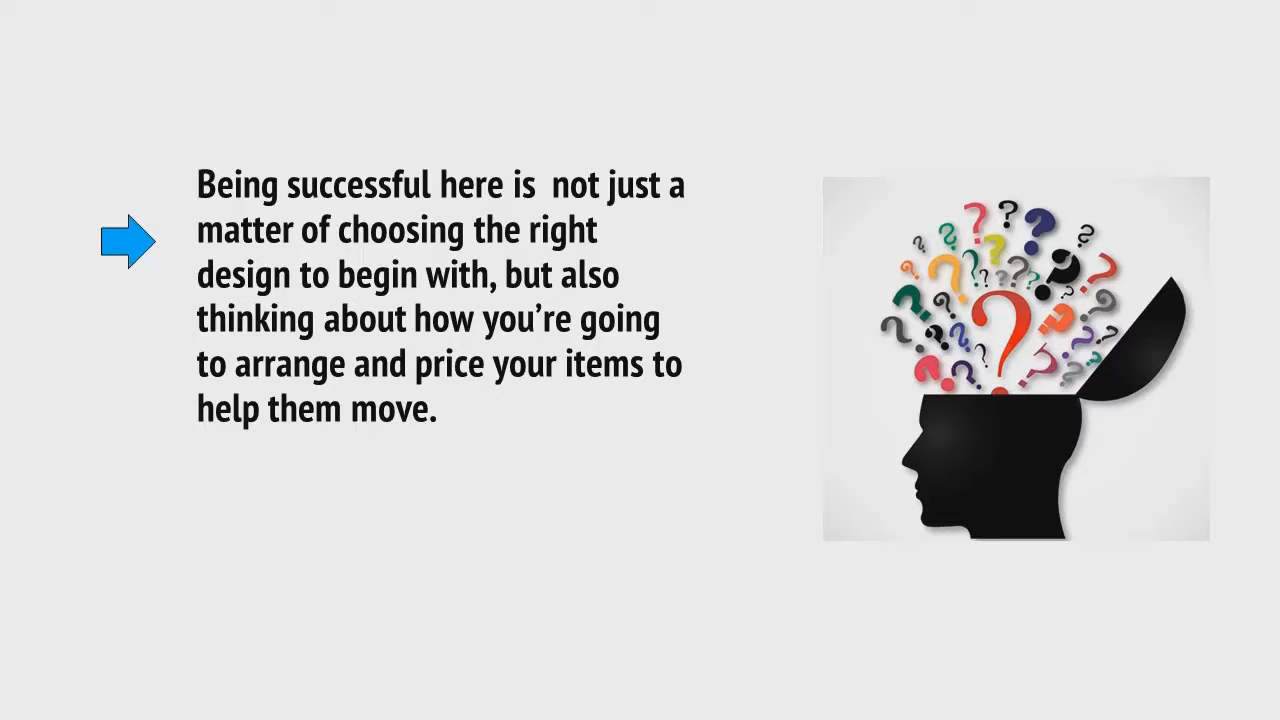 Being successful here is  not just a
matter of choosing the right
design to begin with, but also
thinking about how you’re going
to arrange and price your items to
help them move.